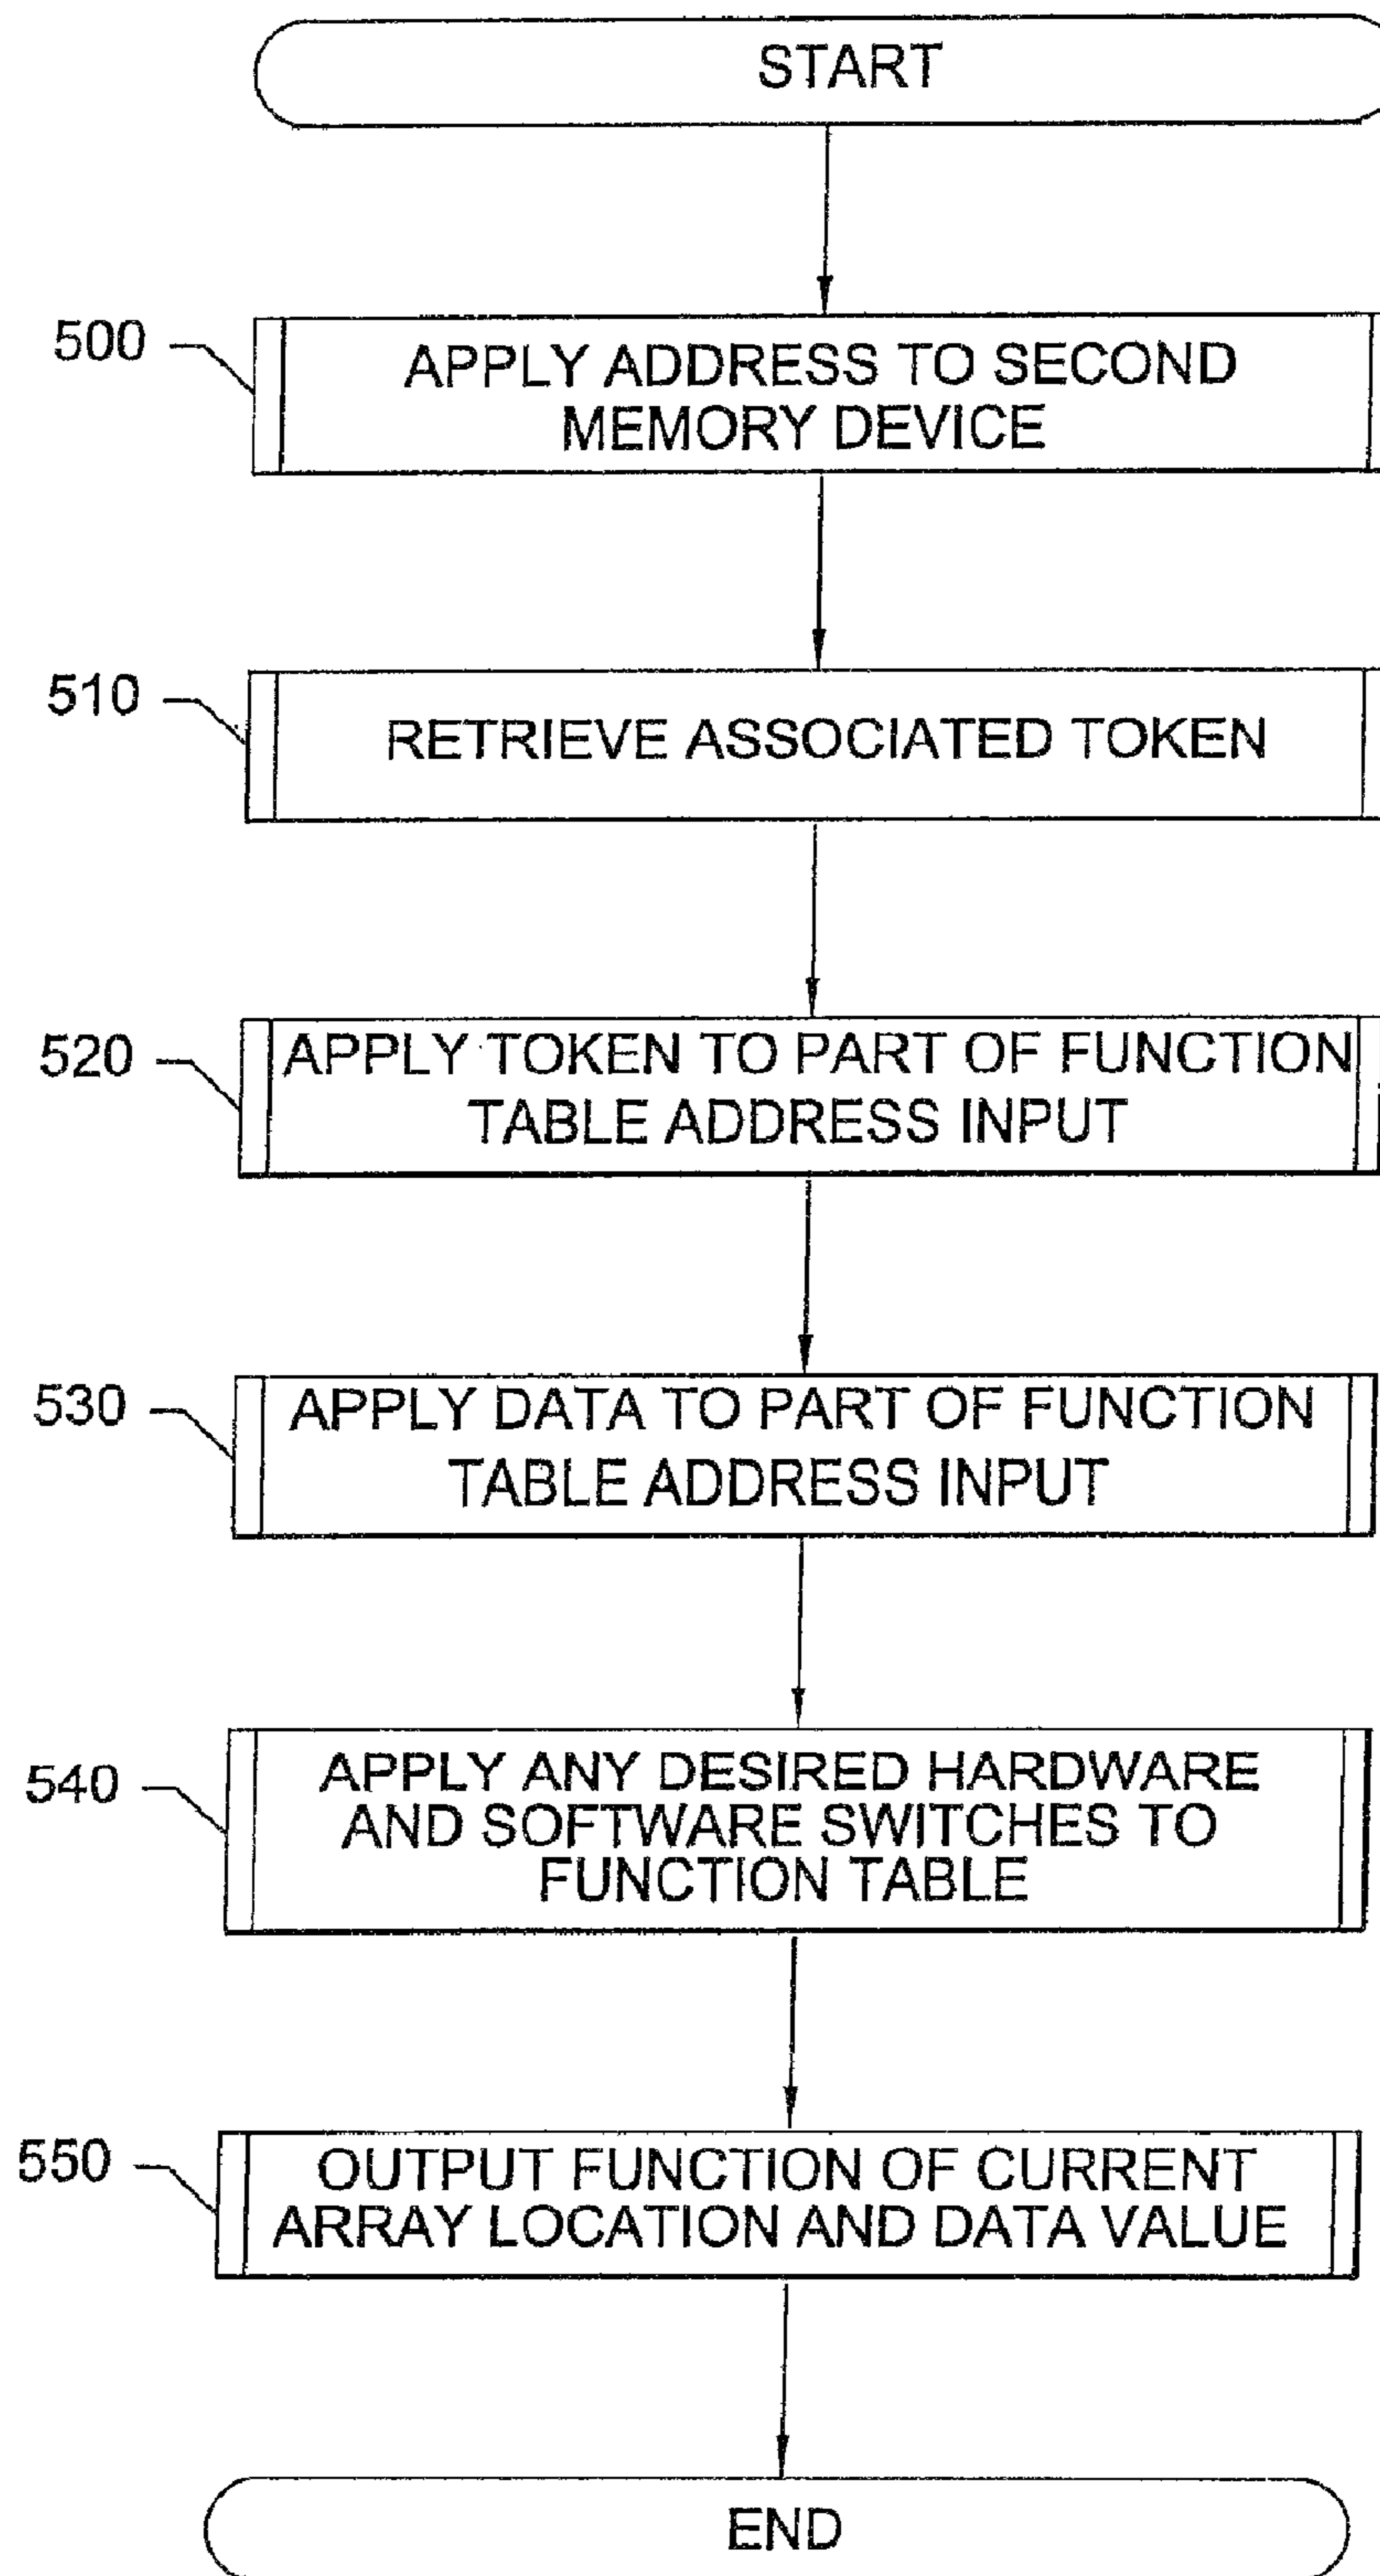 START
500
APPLY ADDRESS TO SECOND
MEMORY DEVICE
510
RETRIEVE ASSOCIATED TOKEN
520
APPLY TOKEN TO PART OF FUNCTION
TABLE ADDRESS INPUT
530
APPLY DATA TO PART OF FUNCTION
TABLE ADDRESS INPUT
540
APPLY ANY DESIRED HARDWARE
AND SOFTWARE SWITCHES TO
FUNCTION TABLE
550
OUTPUT FUNCTION OF CURRENT
ARRAY LOCATION AND DATA VALUE
END